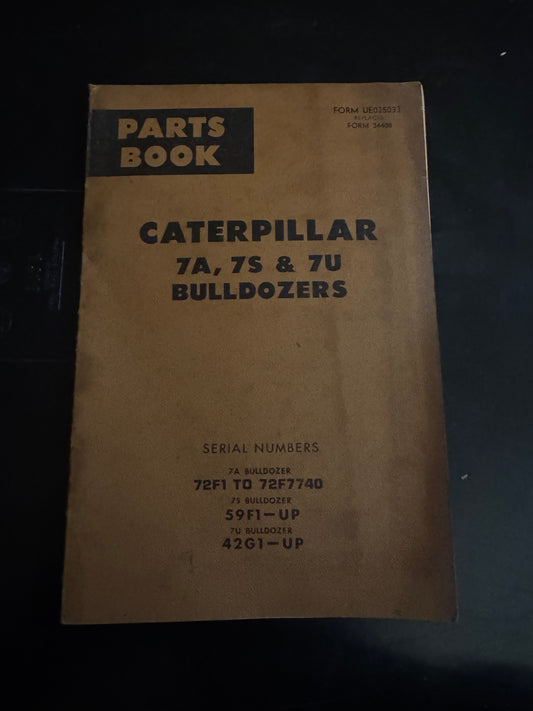 PARTS
BOOK
FORM UE035033
REPLACES
FORM 34408
CATERPILLAR
7A, 7S & 7U
BULLDOZERS
SERIAL NUMBERS
7A BULLDOZER
72F1 TO 72F7740
7S BULLDOZER
59F1—UP
7U BULLDOZER
42G1—UP